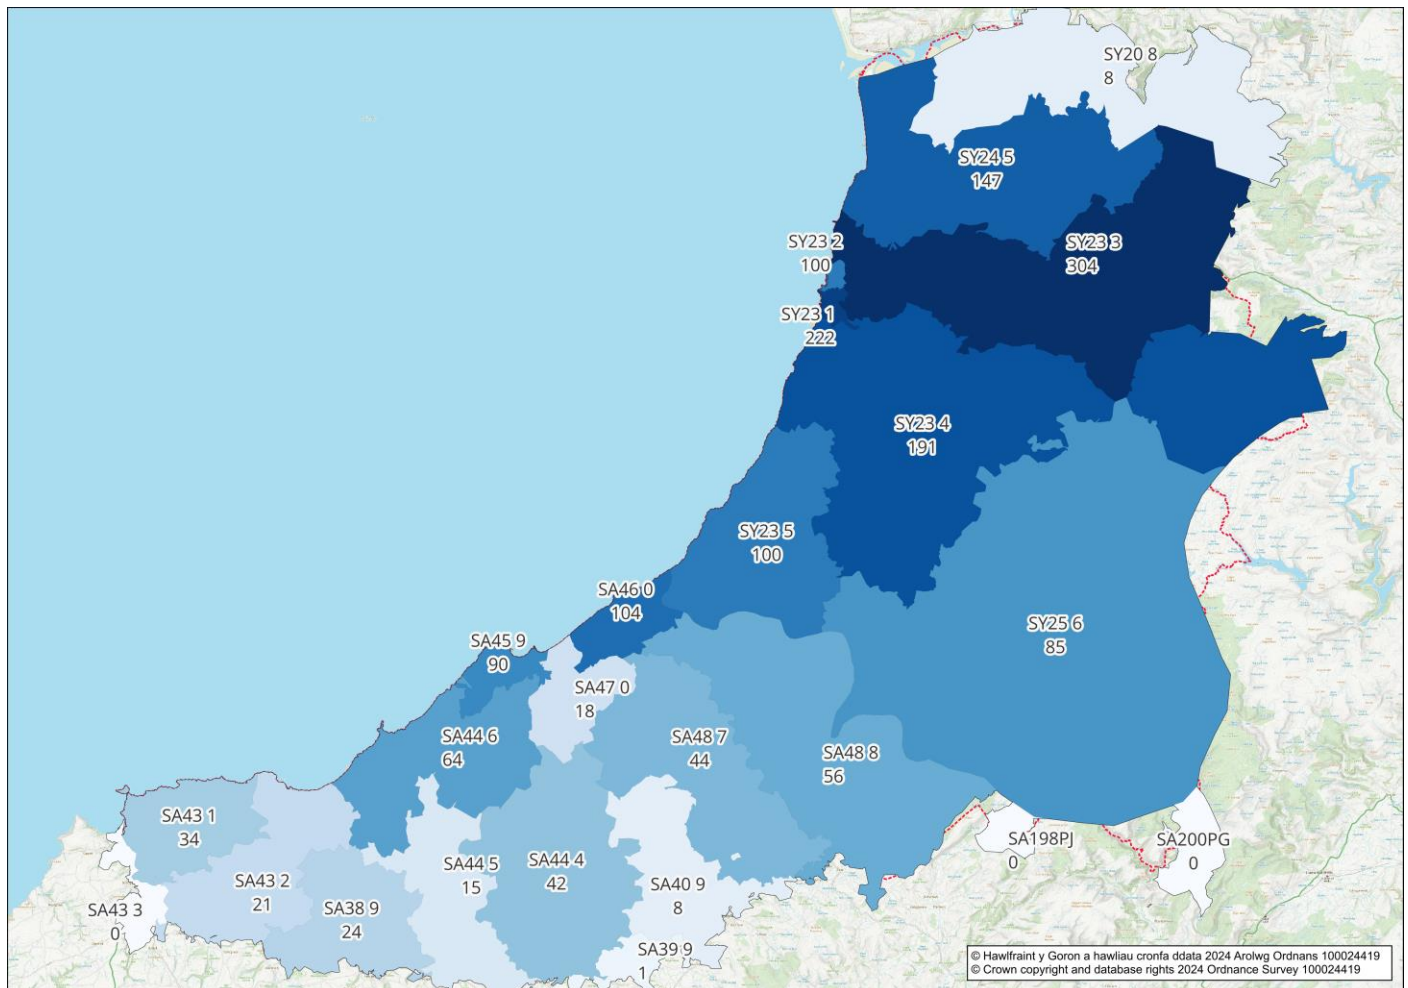 SY20 8
8
SY24 5
147
SY23 2
100
SY23 3
304
SY23 1
222
SY23 4
191
SY23 5
100
SA46 0
104
SY25 6
85
SA45 9
90
SA47 0
18
SA44 6
64
SA48 7
44
SA48 8
56
SA43 1
34
SA198PJ
0
SA200PG
0
SA44 5
15
SA44 4
42
SA43 2
21
SA40 9
8
SA38 9
24
SA43 3
0
SA39 9
1
© Hawlfraint y Goron a hawliau cronfa ddata 2024 Arolwg Ordnans 100024419
© Crown copyright and database rights 2024 Ordnance Survey 100024419